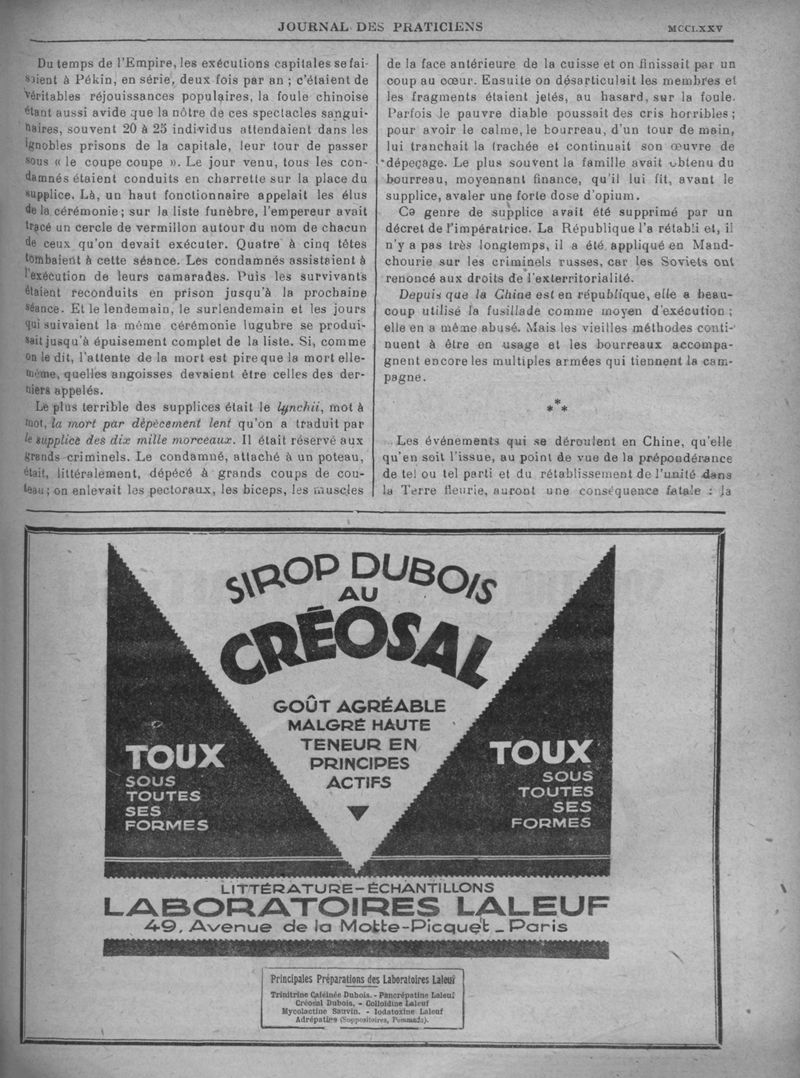 JOURNAL DES PRATICIENS
MCCLXXV
Du temps de l'Empire, les exécutions capitales se fai-
saient à Pékin, en série, deux fois par an ; c'étaient de
véritables réjouissances populaires, la foule chinoise
étant aussi avide que la nôtre de ces spectacles sangui-
naires, souvent 20 à 25 individus attendaient dans les
ignobles prisons de la capitale, leur tour de passer
sous « le coupe coupe ». Le jour venu, tous les con-
damnés étaient conduits en charrette sur la place du
supplice. Là, un haut fonctionnaire appelait les élus
de la cérémonie ; sur la liste funèbre, l'empereur avait
tracé un cercle de vermillon autour du nom de chacun
de ceux qu'on devait exécuter. Quatre à cinq têtes
tombaient à cette séance. Les condamnés assistaient à
l'exécution de leurs camarades. Puis les survivants
étaient reconduits en prison jusqu'à la prochaine
séance. Et le lendemain, le surlendemain et les jours
qui suivaient la même cérémonie lugubre se produi-
sait jusqu'à épuisement complet de la liste. Si, comme
on le dit, l'attente de la mort est pire que la mort elle-
même, quelles angoisses devaient être celles des der-
niers appelés.
Le plus terrible des supplices était le lynchii, mot à
mot, la mort par dépècement lent qu'on a traduit par
le supplice des dix mille morceaux. Il était réservé aux
grands criminels. Le condamné, attaché à un poteau,
était, littéralement, dépécé à grands coups de cou-
teau ; on enlevait les pectoraux, les biceps, les muscles
de la face antérieure de la cuisse et on finissait par un
coup au cœur. Ensuite on désarticulait les membres et
les fragments étaient jetés, au hasard, sur la foule.
Parfois le pauvre diable poussait des cris horribles ;
pour avoir le calme, le bourreau, d'un tour de main,
lui tranchait la trachée et continuait son œuvre de
dépeçage. Le plus souvent la famille avait obtenu du
bourreau, moyennant finance, qu'il lui fit, avant le
supplice, avaler une forte dose d'opium.
Ce genre de supplice avait été supprimé par un
décret de l'impératrice. La République l'a rétabli et, il
n'y a pas très longtemps, il a été appliqué en Mand-
chourie sur les criminels russes, car les Soviets ont
renoncé aux droits de l'exterritorialité.
Depuis que la Chine est en république, elle a beau-
coup utilisé la fusillade comme moyen d'exécution ;
elle en a même abusé. Mais les vieilles méthodes conti-
nuent à être en usage et les bourreaux accompa-
gnent encore les multiples armées qui tiennent la cam-
pagne.
*
* *
Les événements qui se déroulent en Chine, qu'elle
qu'en soit l'issue, au point de vue de la prépondérance
de tel ou tel parti et du rétablissement de l'unité dans
la Terre fleurie, auront une conséquence fatale : la
SIROP DUBOIS
AU
CRÉOSAL
GOÛT AGRÉABLE
MALGRÉ HAUTE
TENEUR EN
PRINCIPES
ACTIFS
TOUX
SOUS
TOUTES
SES
FORMES
TOUX
SOUS
TOUTES
SES
FORMES
LITTÉRATURE-ÉCHANTILLONS
LABORATOIRES LALEUF
49, Avenue de la Motte-Picquet _ Paris
Principales Préparations des Laboratoires Laleuf
Trinitrine Caféinée Dubois. - Pancrépatine Laleuf
Créosal Dubois. - Colloïdine Laleuf
Mycolactine Sauvin. - Iodatoxine Laleuf
Adrépatine (Suppositoires, Pommade).